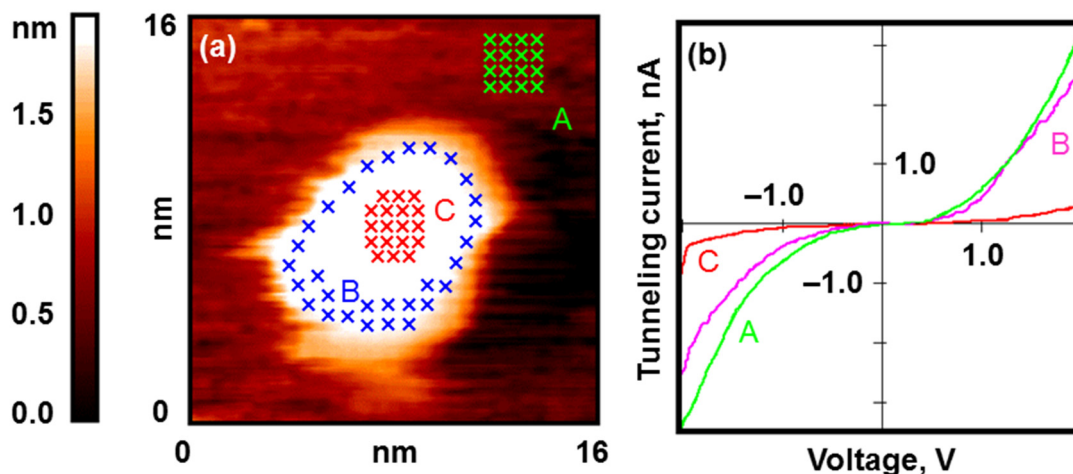 nm
1.5
1.0
0.5
0.0
16
(a)
A
C
B
nm
0
0
nm
16
(b)
Tunneling current, nA
B
1.0
−1.0
C
−1.0
1.0
A
Voltage, V